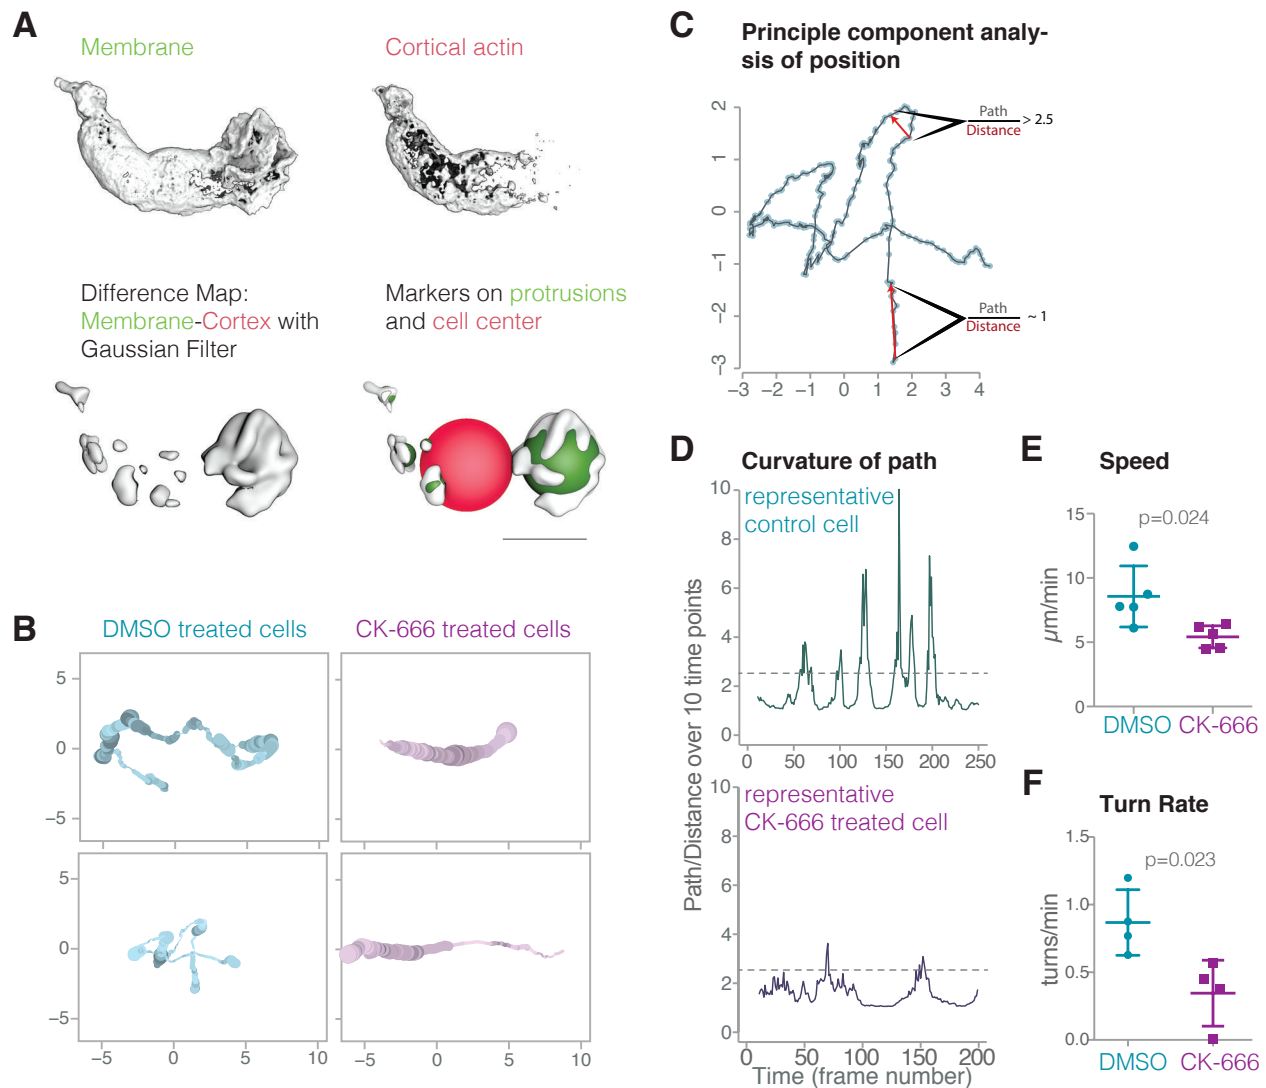 A
Membrane
Cortical actin
Difference Map:
Membrane-Cortex with
Gaussian Filter
Markers on protrusions
and cell center
B
DMSO treated cells
CK-666 treated cells
5
0
−5
5
0
−5
−5 0 5 10
−5 0 5 10
C
Principle component analy-
sis of position
2
1
0
−1
−2
−3
−3 −2 −1 0 1 2 3 4
Path
Distance
> 2.5
Path
Distance
~ 1
D
Curvature of path
representative
control cell
10
8
6
4
2
0
0 50 100 150 200 250
Path/Distance over 10 time points
representative
CK-666 treated cell
10
8
6
4
2
0
0 50 100 150 200
Time (frame number)
E
Speed
p=0.024
15
10
5
0
µm/min
DMSO CK-666
F
Turn Rate
p=0.023
1.5
1.0
0.5
0.0
turns/min
DMSO CK-666